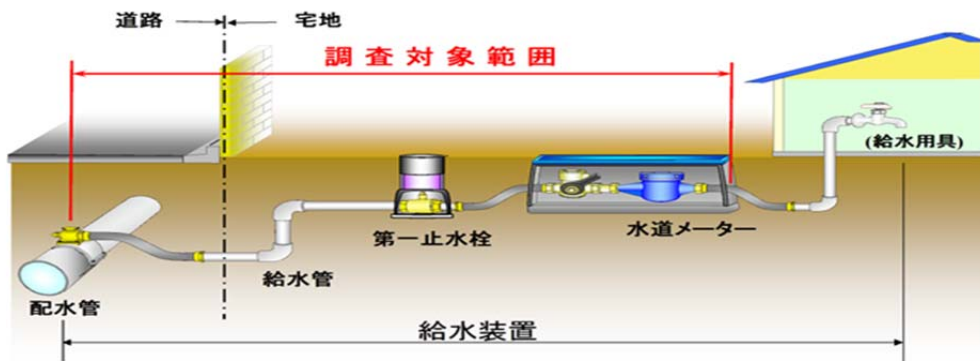 道路
宅地
調査対象範囲
(給水用具)
第一止水栓
水道メーター
給水管
配水管
給水装置